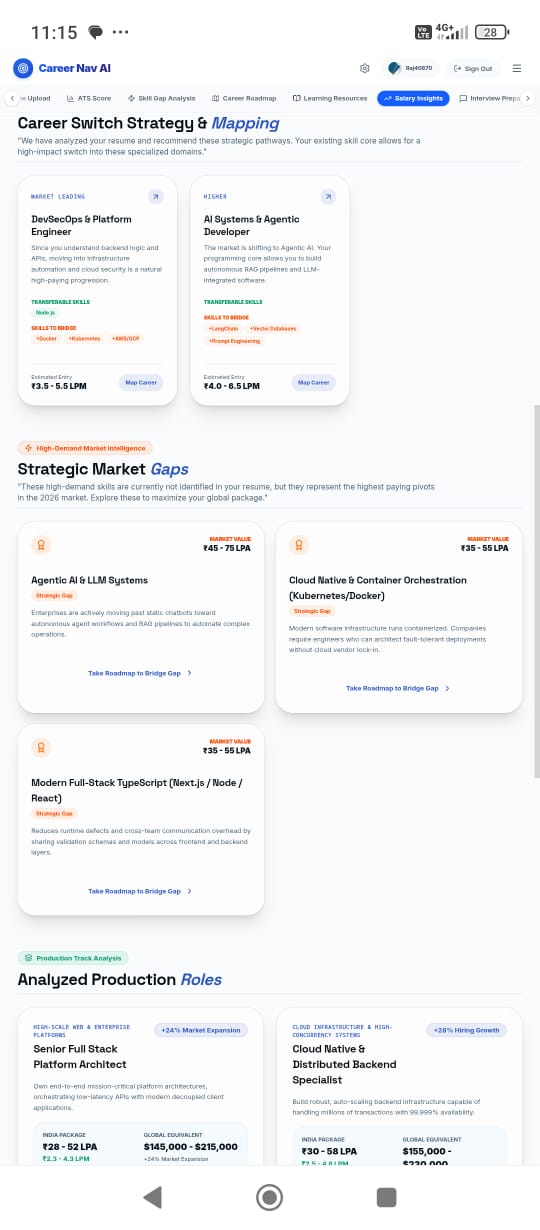 11:15
Vo
LTE
4G+
28
Career Nav AI
Raj40670
Sign Out
Upload
ATS Score
Skill Gap Analysis
Career Roadmap
Learning Resources
Salary Insights
Interview Prepa
Career Switch Strategy & Mapping
"We have analyzed your resume and recommend these strategic pathways. Your existing skill core allows for a
high-impact switch into these specialized domains."
MARKET LEADING
DevSecOps & Platform
Engineer
Since you understand backend logic and
APIs, moving into infrastructure
automation and cloud security is a natural
high-paying progression.
TRANSFERABLE SKILLS
Node.js
SKILLS TO BRIDGE
+Docker
+Kubernetes
+AWS/GCP
Estimated Entry
₹3.5 - 5.5 LPM
Map Career
HIGHER
AI Systems & Agentic
Developer
The market is shifting to Agentic AI. Your
programming core allows you to build
autonomous RAG pipelines and LLM-
integrated software.
TRANSFERABLE SKILLS
SKILLS TO BRIDGE
+LangChain
+Vector Databases
+Prompt Engineering
Estimated Entry
₹4.0 - 6.5 LPM
Map Career
High-Demand Market Intelligence
Strategic Market Gaps
"These high-demand skills are currently not identified in your resume, but they represent the highest paying pivots
in the 2026 market. Explore these to maximize your global package."
MARKET VALUE
₹45 - 75 LPA
Agentic AI & LLM Systems
Strategic Gap
Enterprises are actively moving past static chatbots toward
autonomous agent workflows and RAG pipelines to automate complex
operations.
Take Roadmap to Bridge Gap
MARKET VALUE
₹35 - 55 LPA
Cloud Native & Container Orchestration
(Kubernetes/Docker)
Strategic Gap
Modern software infrastructure runs containerized. Companies
require engineers who can architect fault-tolerant deployments
without cloud vendor lock-in.
Take Roadmap to Bridge Gap
MARKET VALUE
₹35 - 55 LPA
Modern Full-Stack TypeScript (Next.js / Node /
React)
Strategic Gap
Reduces runtime defects and cross-team communication overhead by
sharing validation schemas and models across frontend and backend
layers.
Take Roadmap to Bridge Gap
Production Track Analysis
Analyzed Production Roles
HIGH-SCALE WEB & ENTERPRISE
PLATFORMS
+24% Market Expansion
Senior Full Stack
Platform Architect
Own end-to-end mission-critical platform architectures,
orchestrating low-latency APIs with modern decoupled client
applications.
INDIA PACKAGE
₹28 - 52 LPA
₹2.3 - 4.3 LPM
GLOBAL EQUIVALENT
$145,000 - $215,000
+24% Market Expansion
CLOUD INFRASTRUCTURE & HIGH-
CONCURRENCY SYSTEMS
+28% Hiring Growth
Cloud Native &
Distributed Backend
Specialist
Build robust, auto-scaling backend infrastructure capable of
handling millions of transactions with 99.999% availability.
INDIA PACKAGE
₹30 - 58 LPA
₹2.5 - 4.8 LPM
GLOBAL EQUIVALENT
$155,000 -
$230,000